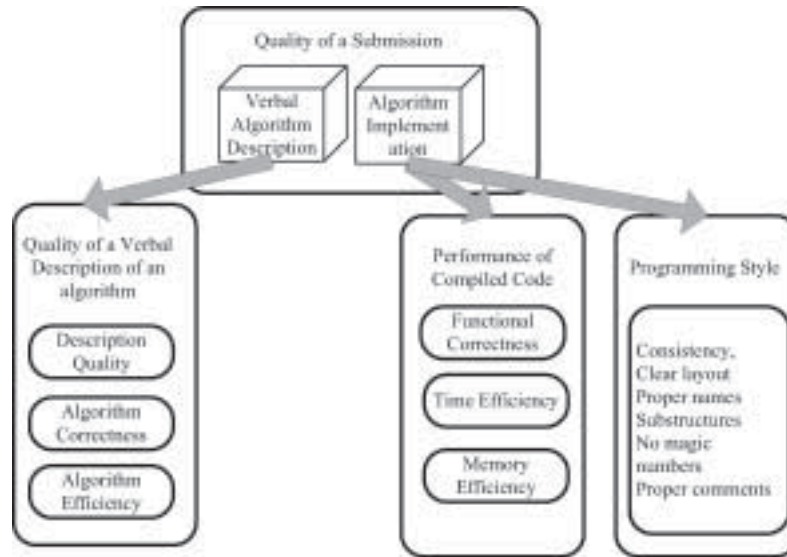 Quality of a Submission
Verbal
Algorithm
Description
Algorithm
Implement
ation
Quality of a Verbal
Description of an
algorithm
Description
Quality
Algorithm
Correctness
Algorithm
Efficiency
Performance of
Compiled Code
Functional
Correctness
Time Efficiency
Memory
Efficiency
Programming Style
Consistency,
Clear layout
Proper names
Substructures
No magic
numbers
Proper comments